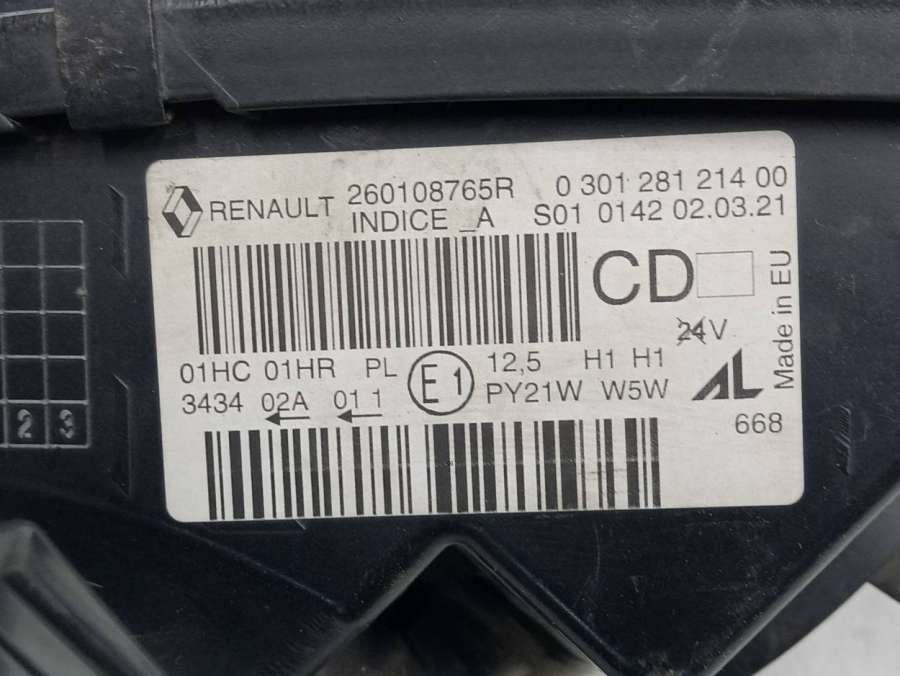 RENAULT 260108765R 0 301 281 214 00
INDICE _A S01 0142 02.03.21
CD
Made in EU
24V
01HC 01HR PL E1 12,5 H1 H1
3434 02A 01 1 PY21W W5W
AL
668
2 3